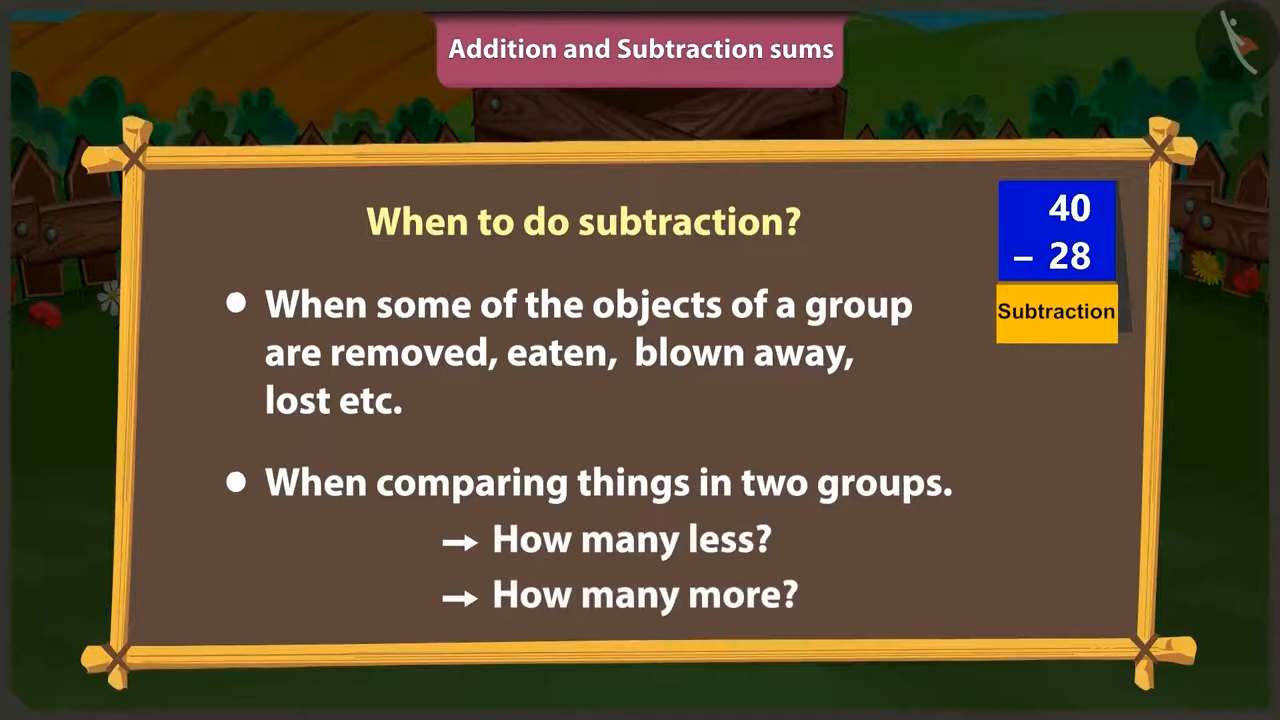 Addition and Subtraction sums
When to do subtraction?
40
– 28
Subtraction
● When some of the objects of a group
are removed, eaten, blown away,
lost etc.
● When comparing things in two groups.
→ How many less?
→ How many more?